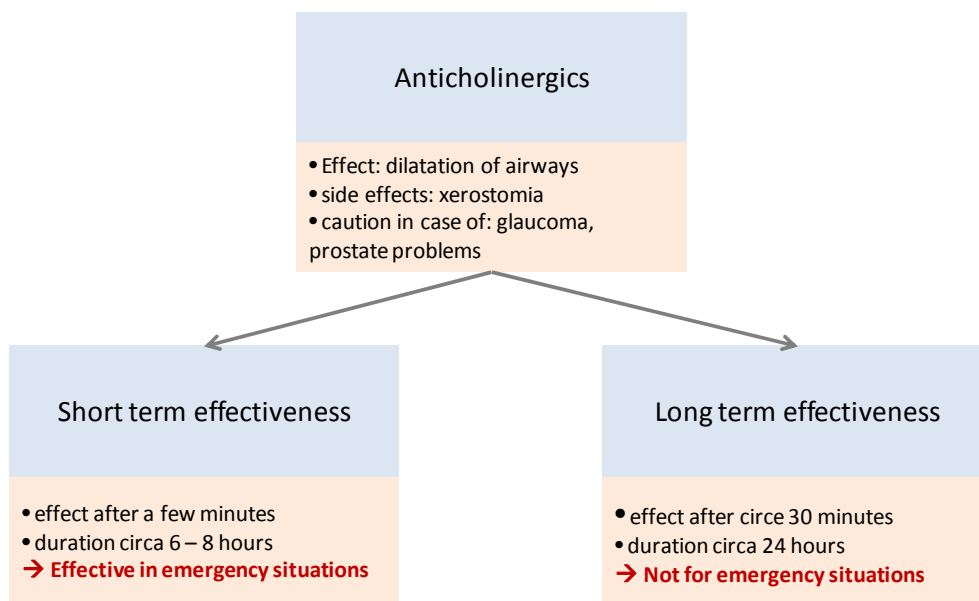 Anticholinergics
• Effect: dilatation of airways
• side effects: xerostomia
• caution in case of: glaucoma,
prostate problems
Short term effectiveness
• effect after a few minutes
• duration circa 6 – 8 hours
→ Effective in emergency situations
Long term effectiveness
• effect after circe 30 minutes
• duration circa 24 hours
→ Not for emergency situations